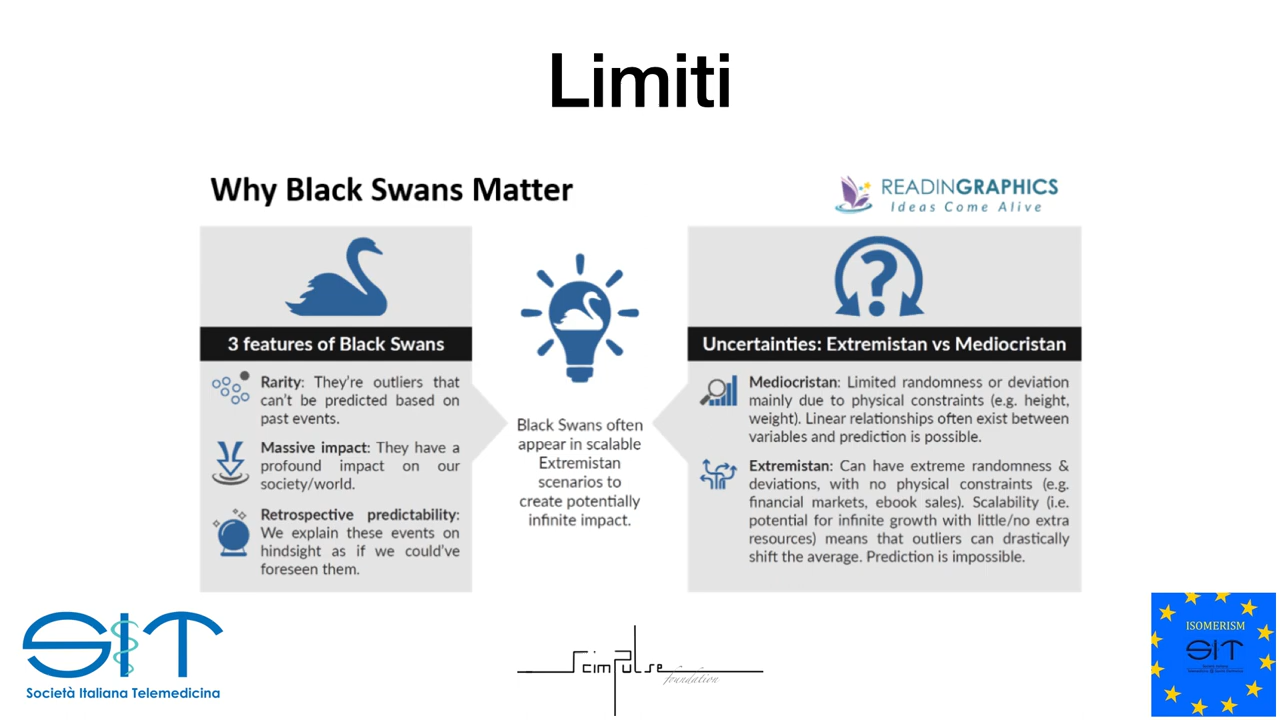 Limiti
Why Black Swans Matter
READINGRAPHICS
Ideas Come Alive
3 features of Black Swans
Rarity: They're outliers that
can't be predicted based on
past events.
Massive impact: They have a
profound impact on our
society/world.
Retrospective predictability:
We explain these events on
hindsight as if we could've
foreseen them.
Black Swans often
appear in scalable
Extremistan
scenarios to
create potentially
infinite impact.
Uncertainties: Extremistan vs Mediocristan
Mediocristan: Limited randomness or deviation
mainly due to physical constraints (e.g. height,
weight). Linear relationships often exist between
variables and prediction is possible.
Extremistan: Can have extreme randomness &
deviations, with no physical constraints (e.g.
financial markets, ebook sales). Scalability (i.e.
potential for infinite growth with little/no extra
resources) means that outliers can drastically
shift the average. Prediction is impossible.
SIT
Società Italiana Telemedicina
scimpulse
foundation
ISOMERISM
SIT